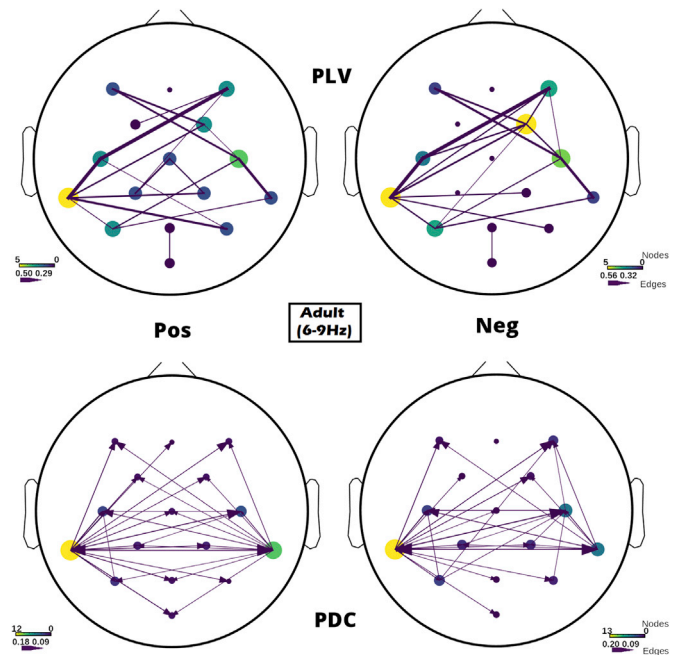 PLV
5 0
0.50 0.29
5 0 Nodes
0.56 0.32
Edges
Pos
Adult
(6-9Hz)
Neg
12 0
0.18 0.09
PDC
13 0 Nodes
0.20 0.09
Edges